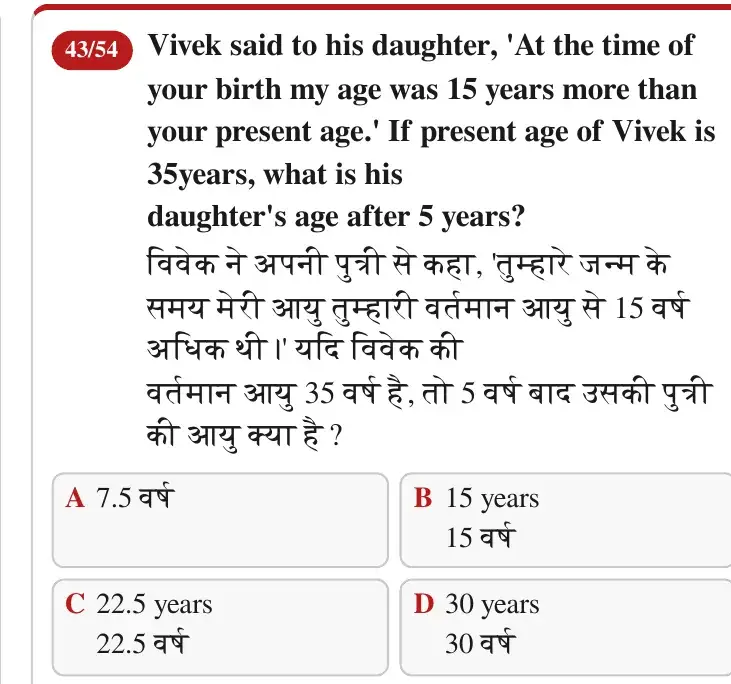 43/54 Vivek said to his daughter, 'At the time of
your birth my age was 15 years more than
your present age.' If present age of Vivek is
35years, what is his
daughter's age after 5 years?
विवेक ने अपनी पुत्री से कहा, 'तुम्हारे जन्म के
समय मेरी आयु तुम्हारी वर्तमान आयु से 15 वर्ष
अधिक थी।' यदि विवेक की
वर्तमान आयु 35 वर्ष है, तो 5 वर्ष बाद उसकी पुत्री
की आयु क्या है ?
A 7.5 वर्ष
B 15 years
15 वर्ष
C 22.5 years
22.5 वर्ष
D 30 years
30 वर्ष